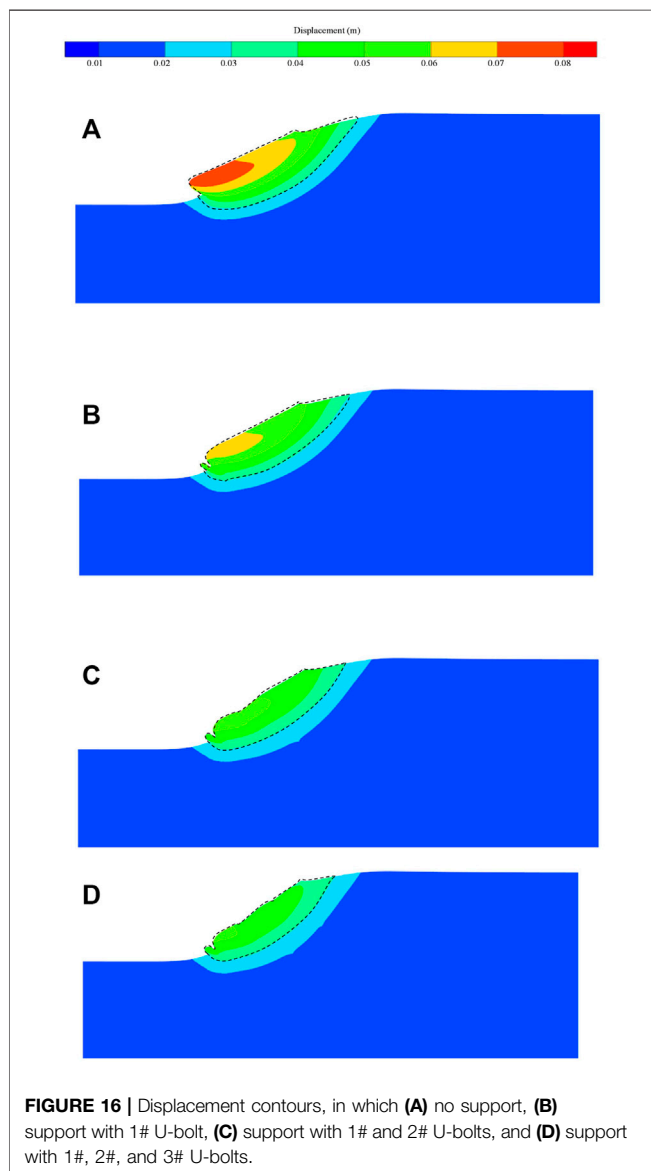 Displacement (m)
0.01 0.02 0.03 0.04 0.05 0.06 0.07 0.08
A
B
C
D
FIGURE 16 | Displacement contours, in which (A) no support, (B)
support with 1# U-bolt, (C) support with 1# and 2# U-bolts, and (D) support
with 1#, 2#, and 3# U-bolts.